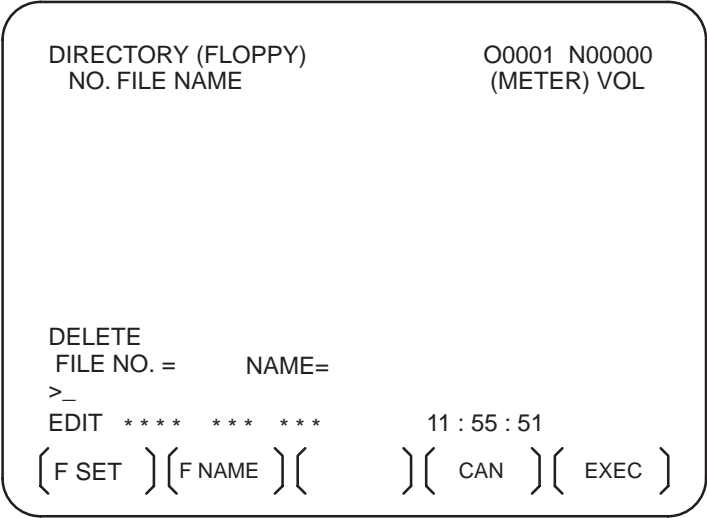 DIRECTORY (FLOPPY) O0001 N00000
NO. FILE NAME (METER) VOL
DELETE
FILE NO. = NAME=
>_
EDIT **** *** *** 11 : 55 : 51
[F SET] [F NAME] [ ] [CAN] [EXEC]